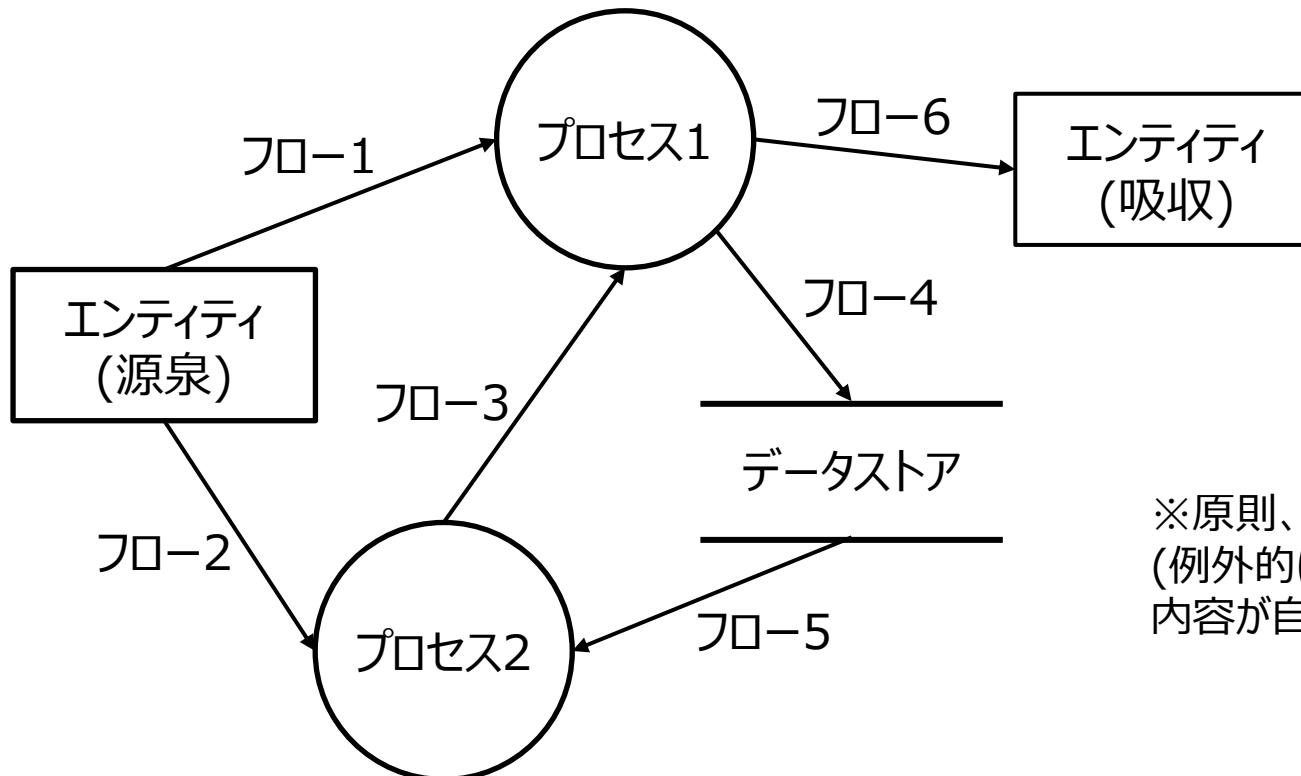 プロセス1
フロー6
エンティティ
(吸収)
フロー1
フロー4
エンティティ
(源泉)
フロー3
データストア
フロー2
フロー5
プロセス2
※原則、
(例外的に
内容が自